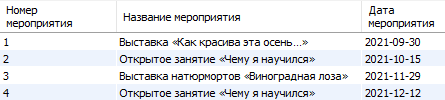 Номер мероприятия Название мероприятия Дата мероприятия
1 Выставка «Как красива эта осень...» 2021-09-30
2 Открытое занятие «Чему я научился» 2021-10-15
3 Выставка натюрмортов «Виноградная лоза» 2021-11-29
4 Открытое занятие «Чему я научился» 2021-12-12